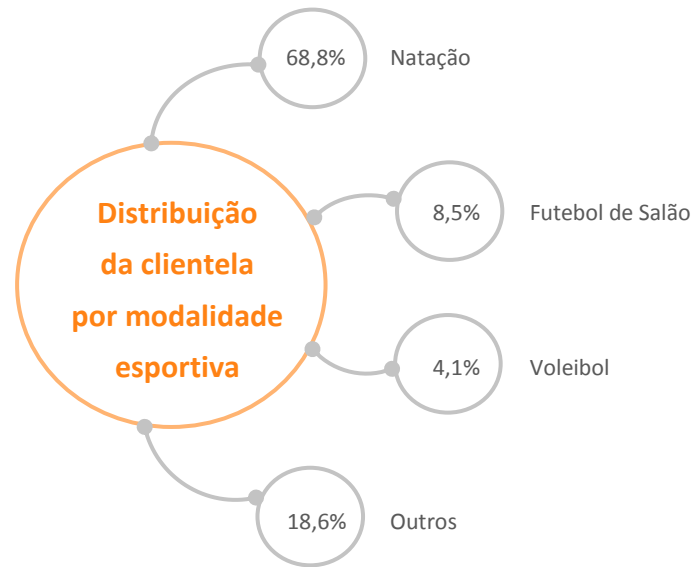 68,8% Natação
Distribuição
da clientela
por modalidade
esportiva
8,5% Futebol de Salão
4,1% Voleibol
18,6% Outros